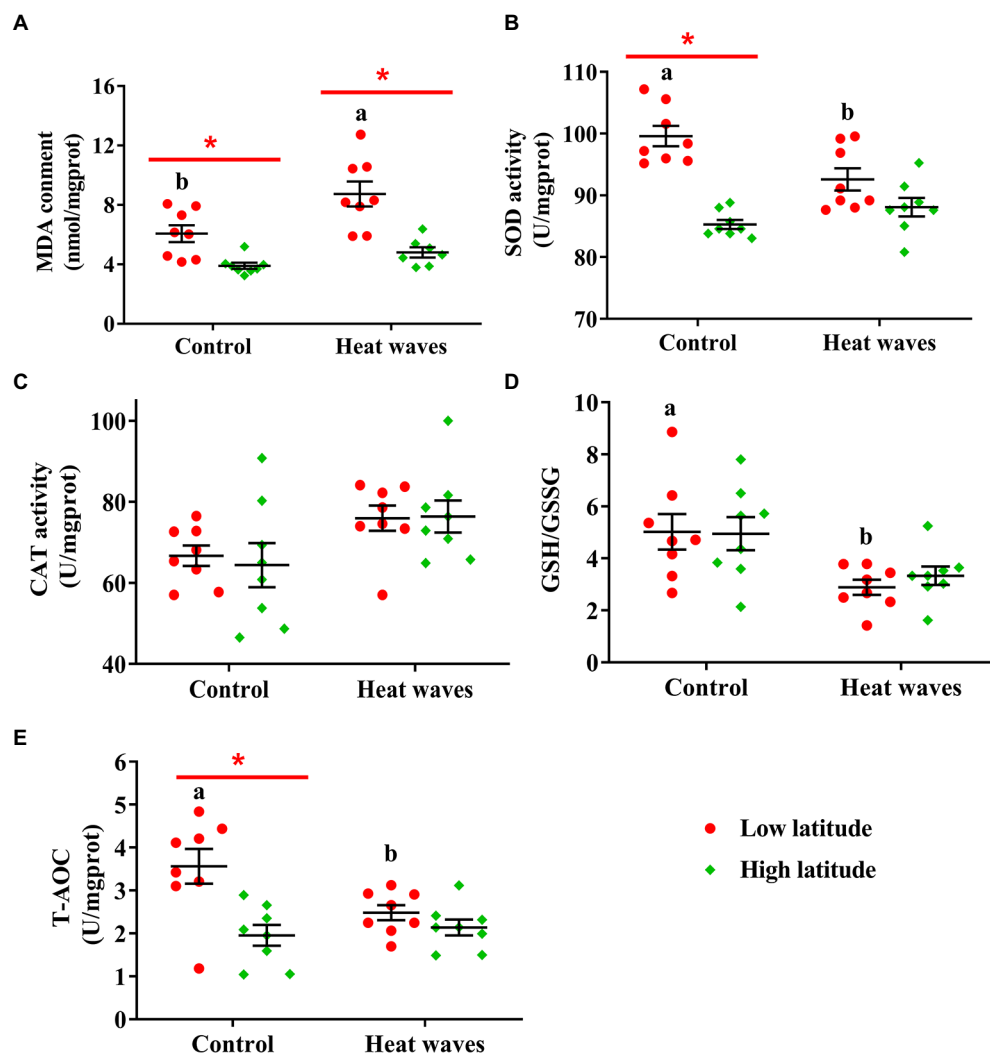 A
MDA conment
(nmol/mgprot)
16
12
8
4
0
*
*
b
a
Control
Heat waves
B
SOD activity
(U/mgprot)
110
100
90
80
70
*
a
b
Control
Heat waves
C
CAT activity
(U/mgprot)
100
80
60
40
Control
Heat waves
D
GSH/GSSG
10
8
6
4
2
0
a
b
Control
Heat waves
E
T-AOC
(U/mgprot)
6
5
4
3
2
1
0
*
a
b
Control
Heat waves
Low latitude
High latitude